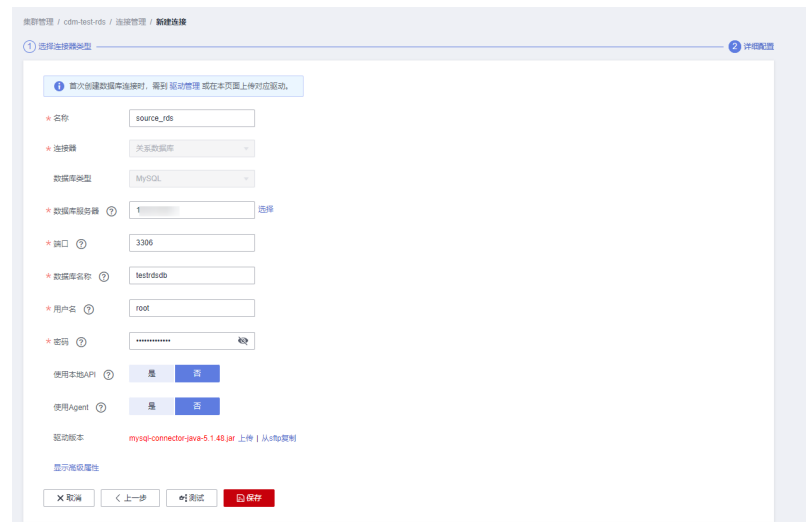 集群管理 / cdm-test-rds / 连接管理 / 新建连接
1 选择连接器类型
2 详细配置
首次创建数据库连接时，需到 驱动管理 或在本页面上传对应驱动。
* 名称 source_rds
* 连接器 关系数据库
数据库类型 MySQL
* 数据库服务器 ? 1 选择
* 端口 ? 3306
* 数据库名称 ? testrdsdb
* 用户名 ? root
* 密码 ? •••••••••••••
使用本地API ? 是 否
使用Agent ? 是 否
驱动版本 mysql-connector-java-5.1.48.jar 上传 | 从sftp复制
显示高级属性
取消 上一步 测试 保存